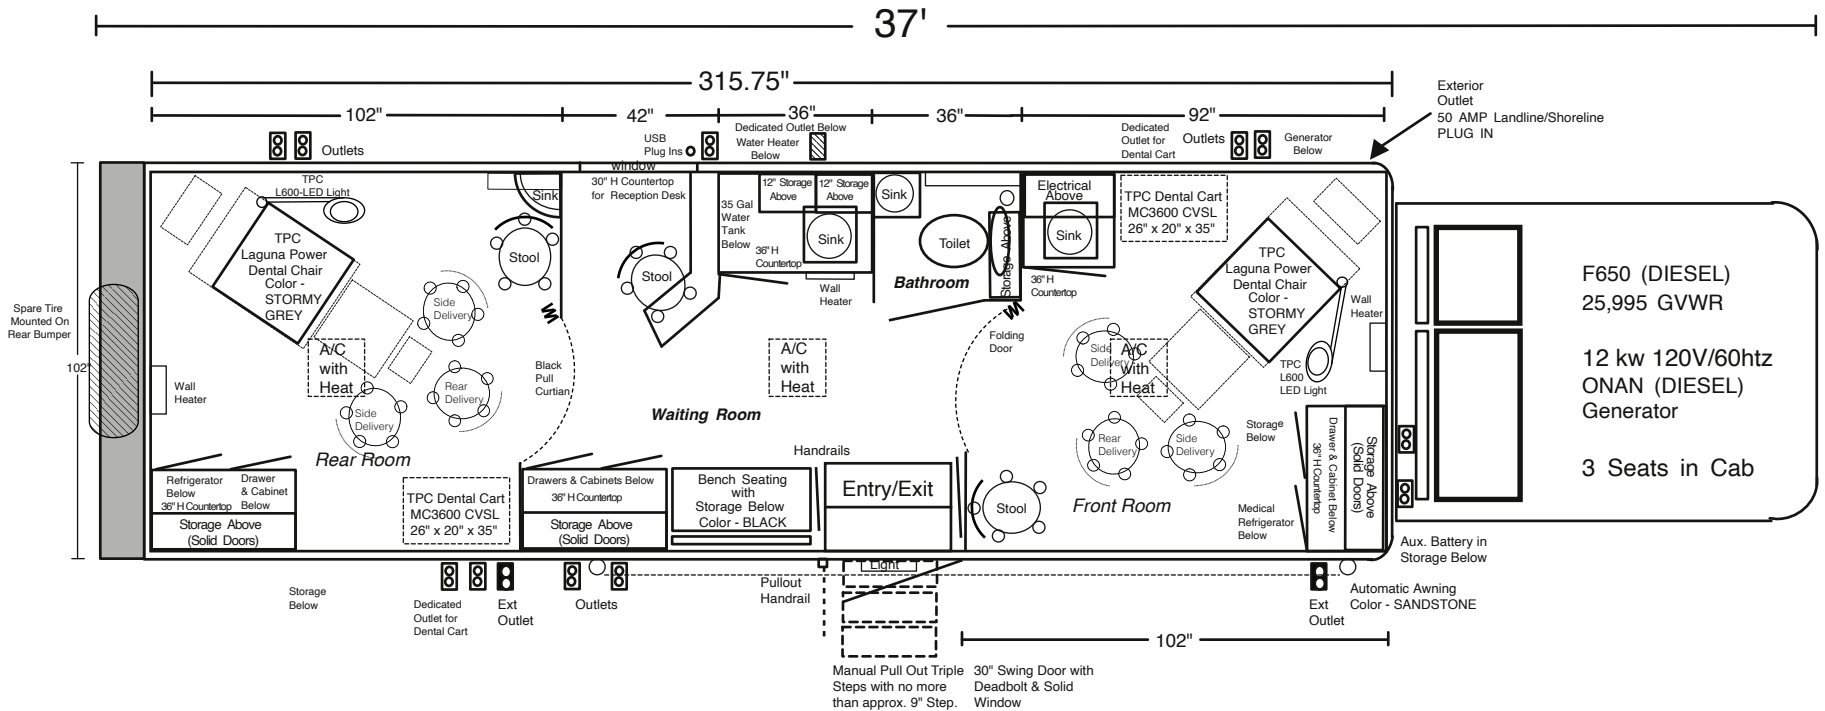 37'
315.75"
102"
42"
36"
36"
92"
Exterior
Outlet
50 AMP Landline/Shoreline
PLUG IN
Outlets
USB
Plug Ins
Dedicated Outlet Below
Water Heater
Below
Dedicated
Outlet for
Dental Cart
Outlets
Generator
Below
window
30" H Countertop
for Reception Desk
TPC
L600-LED Light
Sink
12" Storage
Above
12" Storage
Above
Sink
Electrical
Above
TPC Dental Cart
MC3600 CVSL
26" x 20" x 35"
35 Gal
Water
Tank
Below
36" H
Countertop
Sink
Toilet
Storage Above
Sink
36" H
Countertop
TPC
Laguna Power
Dental Chair
Color -
STORMY
GREY
Stool
Stool
Bathroom
Wall
Heater
TPC
Laguna Power
Dental Chair
Color -
STORMY
GREY
Wall
Heater
F650 (DIESEL)
25,995 GVWR
12 kw 120V/60htz
ONAN (DIESEL)
Generator
3 Seats in Cab
Spare Tire
Mounted On
Rear Bumper
102"
Side
Delivery
A/C
with
Heat
Wall
Heater
Rear
Delivery
Side
Delivery
Rear Room
Black
Pull
Curtian
A/C
with
Heat
Waiting Room
Folding
Door
Side
Delivery
A/C
with
Heat
TPC
L600
LED Light
Rear
Delivery
Side
Delivery
Storage
Below
Front Room
Handrails
Refrigerator
Below
36" H Countertop
Drawer
& Cabinet
Below
Storage Above
(Solid Doors)
TPC Dental Cart
MC3600 CVSL
26" x 20" x 35"
Drawers & Cabinets Below
36" H Countertop
Storage Above
(Solid Doors)
Bench Seating
with
Storage Below
Color - BLACK
Entry/Exit
Stool
Medical
Refrigerator
Below
Drawer & Cabinet Below
36" H Countertop
Storage Above
(Solid Doors)
Aux. Battery in
Storage Below
Storage
Below
Dedicated
Outlet for
Dental Cart
Ext
Outlet
Outlets
Pullout
Handrail
Light
Ext
Outlet
Automatic Awning
Color - SANDSTONE
102"
Manual Pull Out Triple
Steps with no more
than approx. 9" Step.
30" Swing Door with
Deadbolt & Solid
Window